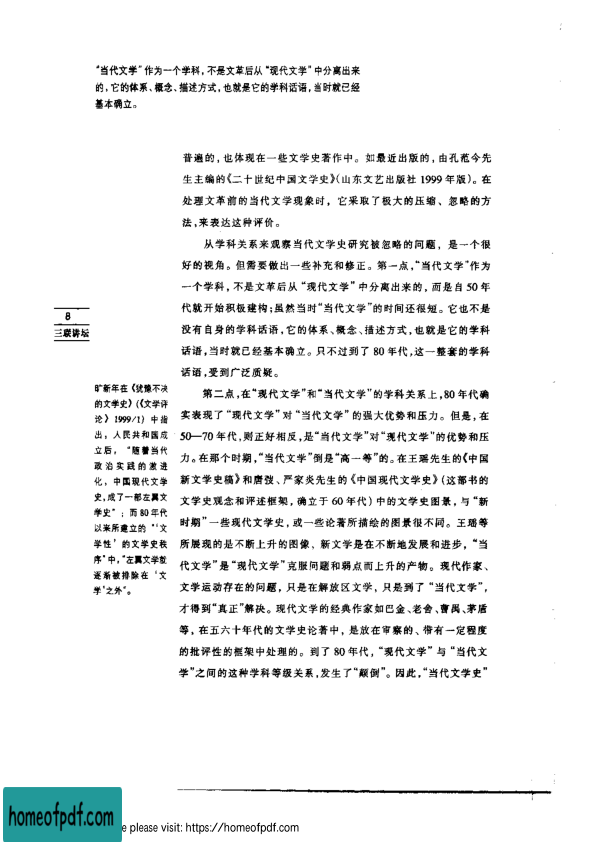 “当代文学”作为一个学科，不是文革后从“现代文学”中分离出来
的，它的体系、概念、描述方式，也就是它的学科话语，当时就已经
基本确立。
普遍的，也体现在一些文学史著作中。如最近出版的，由孔范今先
生主编的《二十世纪中国文学史》（山东文艺出版社 1999 年版）。在
处理文革前的当代文学现象时，它采取了极大的压缩、忽略的方
法，来表达这种评价。
从学科关系来观察当代文学史研究被忽略的问题，是一个很
好的视角。但需要做出一些补充和修正。第一点，“当代文学”作为
一个学科，不是文革后从“现代文学”中分离出来的，而是自 50 年
代就开始积极建构；虽然当时“当代文学”的时间还很短。它也不是
没有自身的学科话语，它的体系、概念、描述方式，也就是它的学科
话语，当时就已经基本确立。只不过到了 80 年代，这一整套的学科
话语，受到广泛质疑。
8
三联讲坛
旷新年在《犹豫不决
的文学史》（《文学评
论》1999/1）中指
出，人民共和国成
立后，“随着当代
政治实践的激进
化，中国现代文学
史，成了一部左翼文
学史”；而80年代
以来所建立的“‘文
学性’的文学史秩
序”中，“左翼文学就
逐渐被排除在‘文
学’之外”。
第二点，在“现代文学”和“当代文学”的学科关系上，80 年代确
实表现了“现代文学”对“当代文学”的强大优势和压力。但是，在
50—70 年代，则正好相反，是“当代文学”对“现代文学”的优势和压
力。在那个时期，“当代文学”倒是“高一等”的。在王瑶先生的《中国
新文学史稿》和唐弢、严家炎先生的《中国现代文学史》（这部书的
文学史观念和评述框架，确立于 60 年代）中的文学史图景，与“新
时期”一些现代文学史，或一些论著所描绘的图景很不同。王瑶等
所展现的是不断上升的图像，新文学是在不断地发展和进步，“当
代文学”是“现代文学”克服问题和弱点而上升的产物。现代作家、
文学运动存在的问题，只是在解放区文学，只是到了“当代文学”，
才得到“真正”解决。现代文学的经典作家如巴金、老舍、曹禺、茅盾
等，在五六十年代的文学史论著中，是放在审察的、带有一定程度
的批评性的框架中处理的。到了 80 年代，“现代文学”与“当代文
学”之间的这种学科等级关系，发生了“颠倒”。因此，“当代文学史”
homeofpdf.com
e please visit: https://homeofpdf.com